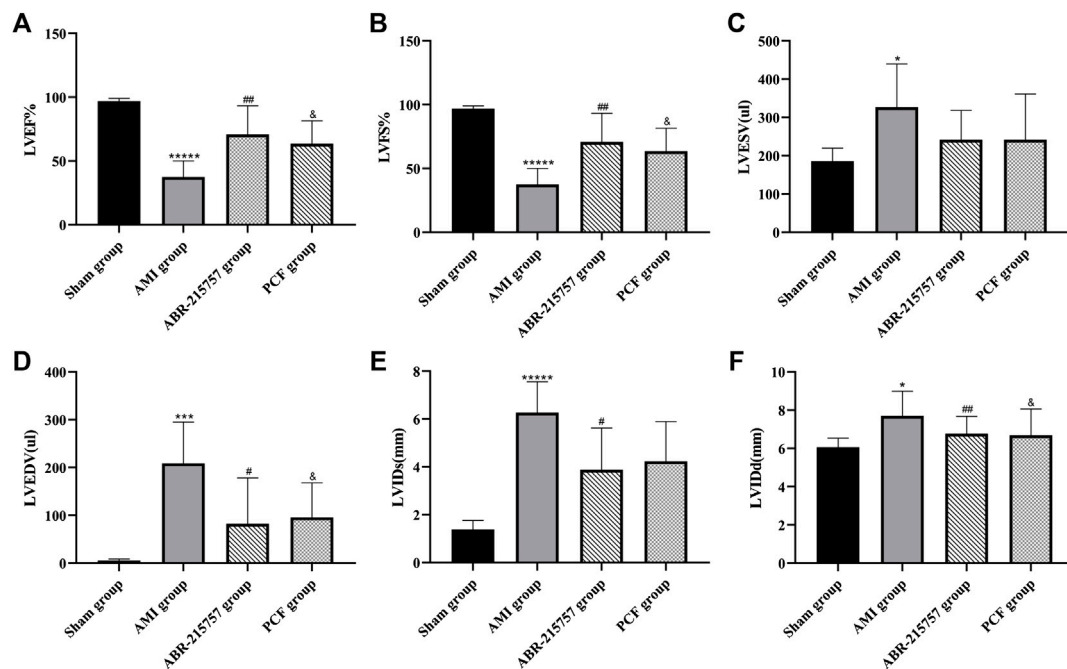 A
LVEF%
150
100
50
0
*****
##
&
Sham group
AMI group
ABR-215757 group
PCF group
B
LVFS%
150
100
50
0
*****
##
&
Sham group
AMI group
ABR-215757 group
PCF group
C
LVESV(ul)
500
400
300
200
100
0
*
Sham group
AMI group
ABR-215757 group
PCF group
D
LVEDV(ul)
400
300
200
100
0
***
#
&
Sham group
AMI group
ABR-215757 group
PCF group
E
LVIDs(mm)
8
6
4
2
0
*****
#
Sham group
AMI group
ABR-215757 group
PCF group
F
LVIDd(mm)
10
8
6
4
2
0
*
##
&
Sham group
AMI group
ABR-215757 group
PCF group